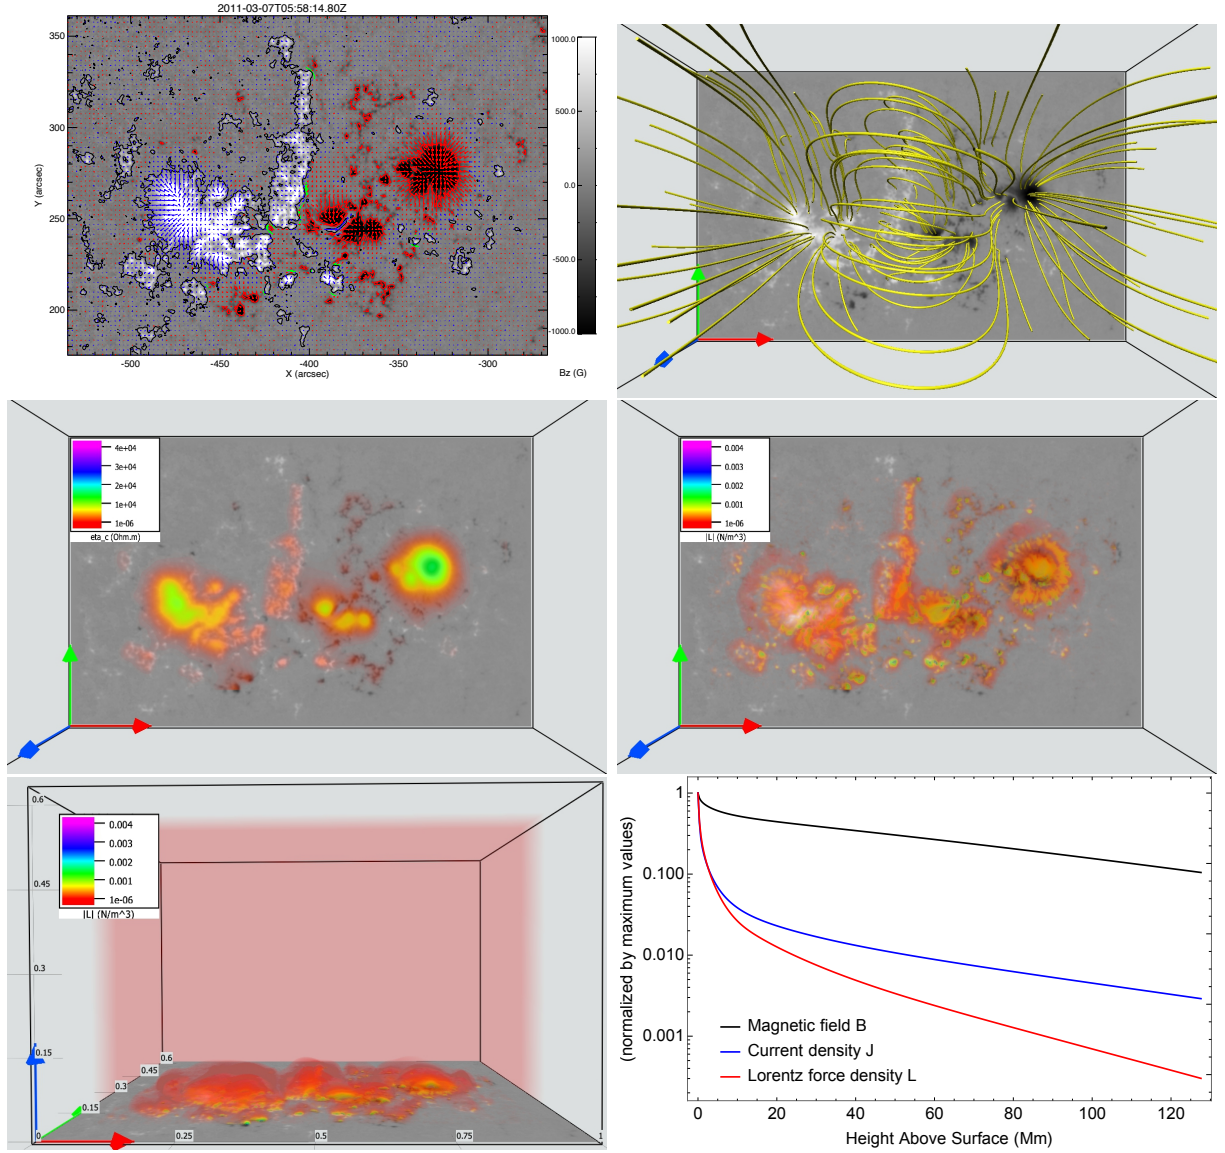 2011-03-07T05:58:14.80Z
350
300
250
200
Y (arcsec)
-500
-450
-400
-350
-300
X (arcsec)
1000.0
500.0
0.0
-500.0
-1000.0
Bz (G)
4e+04
3e+04
2e+04
1e+04
1e-06
eta_c (Ohm.m)
0.004
0.003
0.002
0.001
1e-06
|L| (N/m^3)
0.6
0.45
0.3
0.15
0
0.004
0.003
0.002
0.001
1e-06
|L| (N/m^3)
0.6
0.45
0.3
0.15
0.25
0.5
0.75
1
(normalized by maximum values)
1
0.100
0.010
0.001
Magnetic field B
Current density J
Lorentz force density L
0
20
40
60
80
100
120
Height Above Surface (Mm)